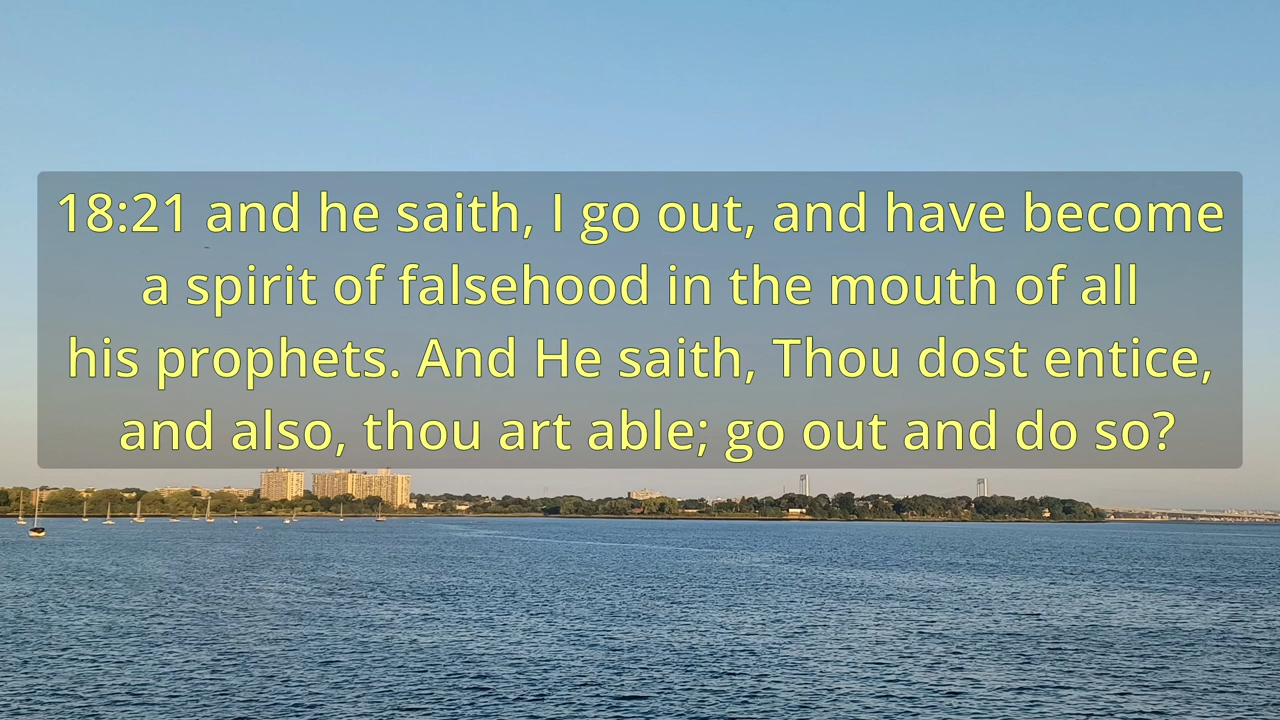 18:21 and he saith, I go out, and have become
a spirit of falsehood in the mouth of all
his prophets. And He saith, Thou dost entice,
and also, thou art able; go out and do so?